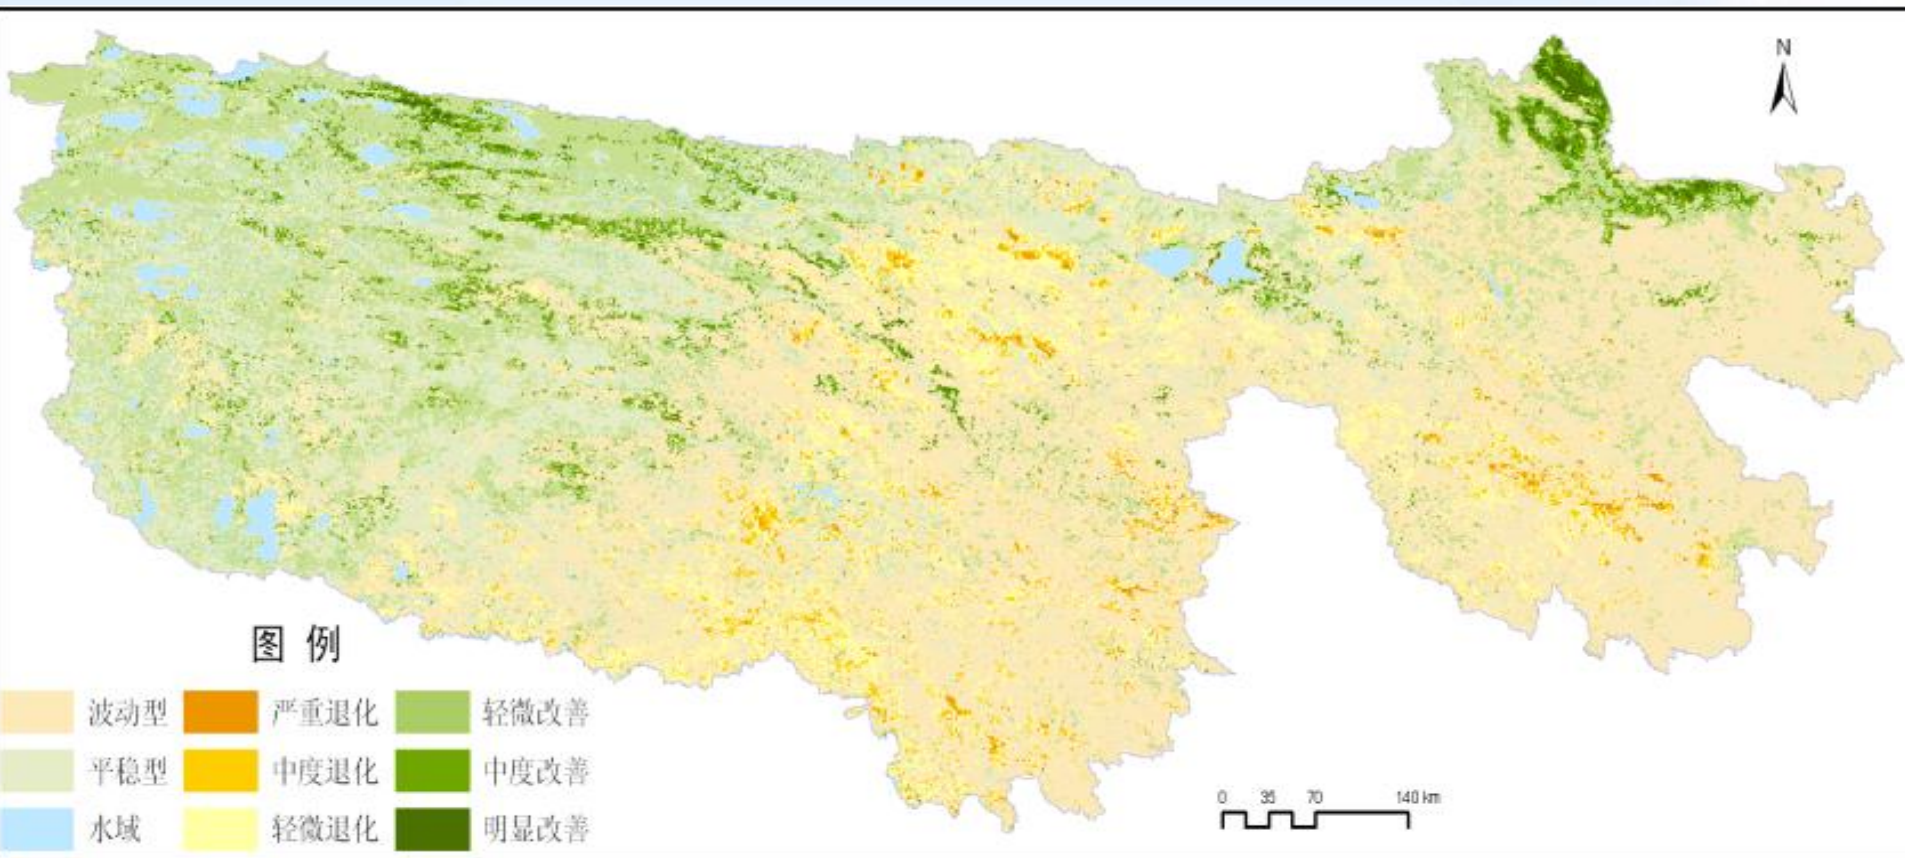 N
图 例
波动型 严重退化 轻微改善
平稳型 中度退化 中度改善
水域 轻微退化 明显改善
0 35 70 140 km